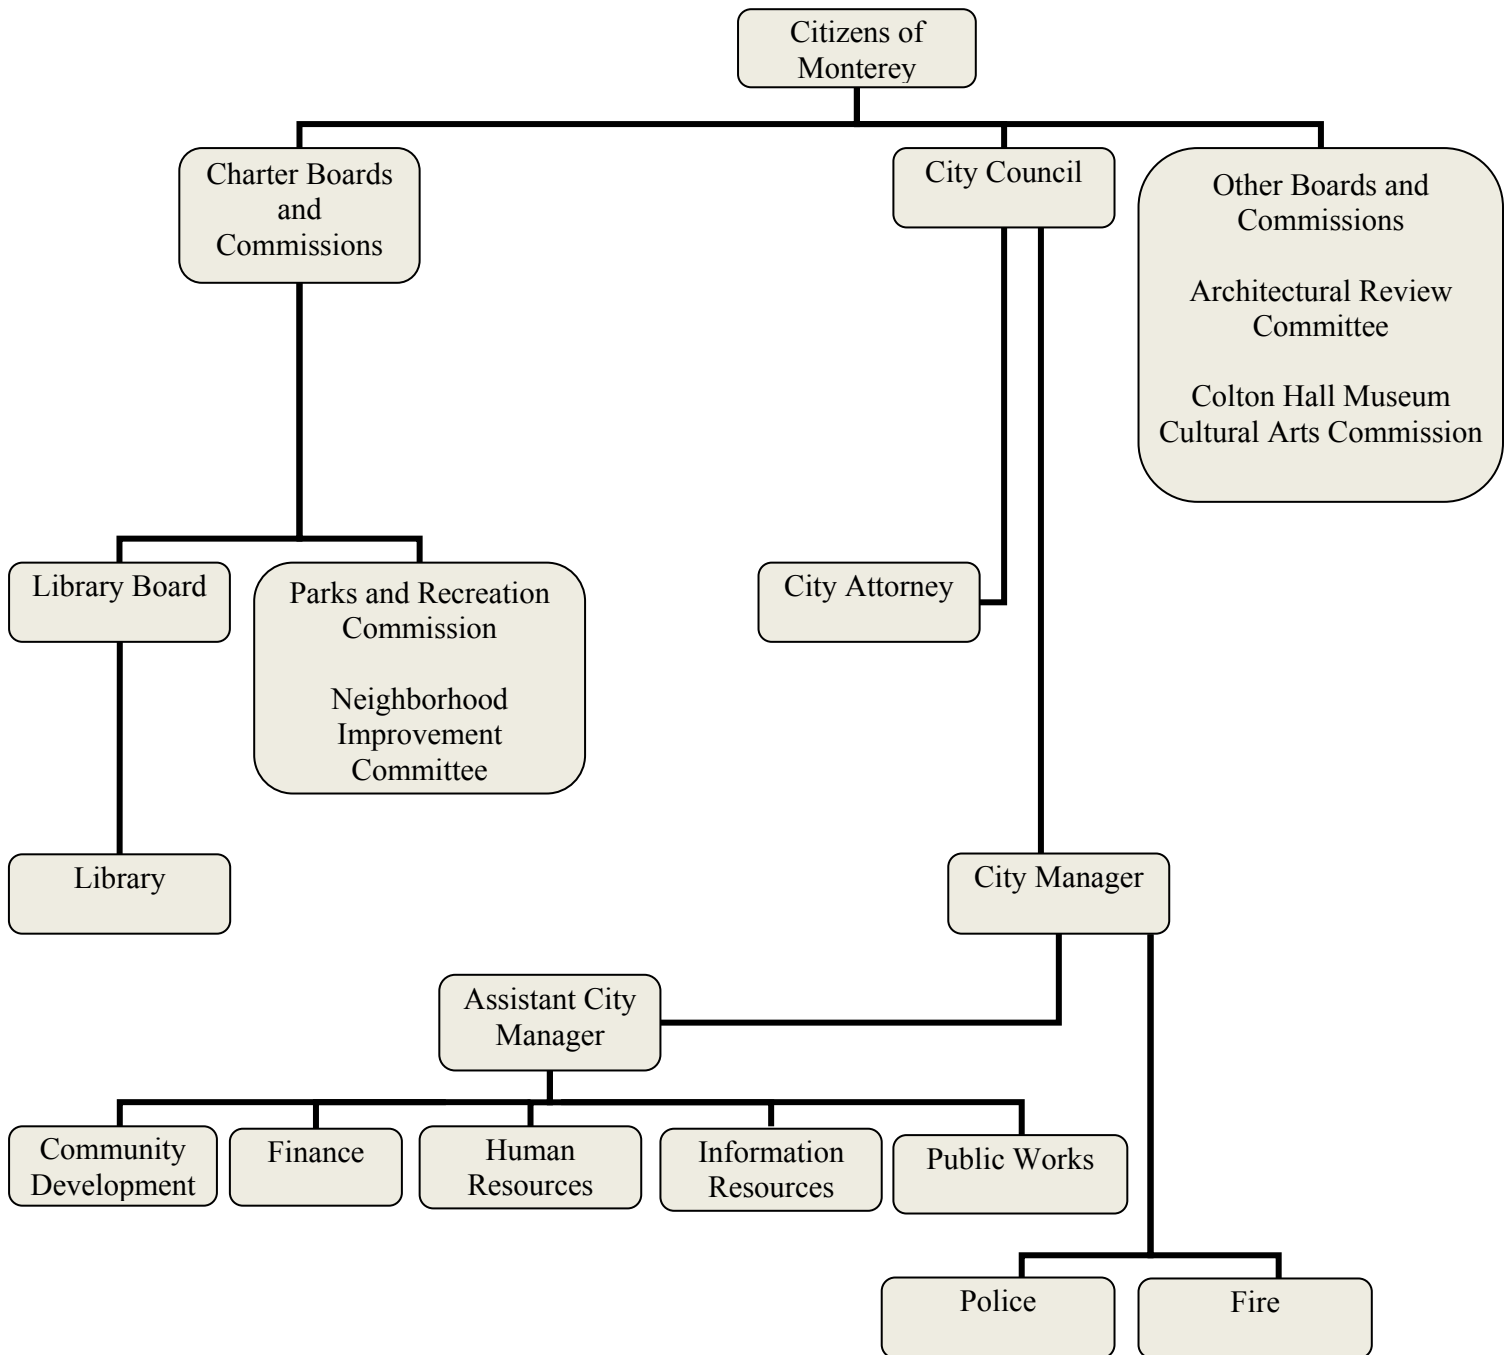 Citizens of
Monterey
Charter Boards
and
Commissions
City Council
Other Boards and
Commissions
Architectural Review
Committee
Colton Hall Museum
Cultural Arts Commission
Library Board
Parks and Recreation
Commission
Neighborhood
Improvement
Committee
City Attorney
Library
City Manager
Assistant City
Manager
Community
Development
Finance
Human
Resources
Information
Resources
Public Works
Police
Fire